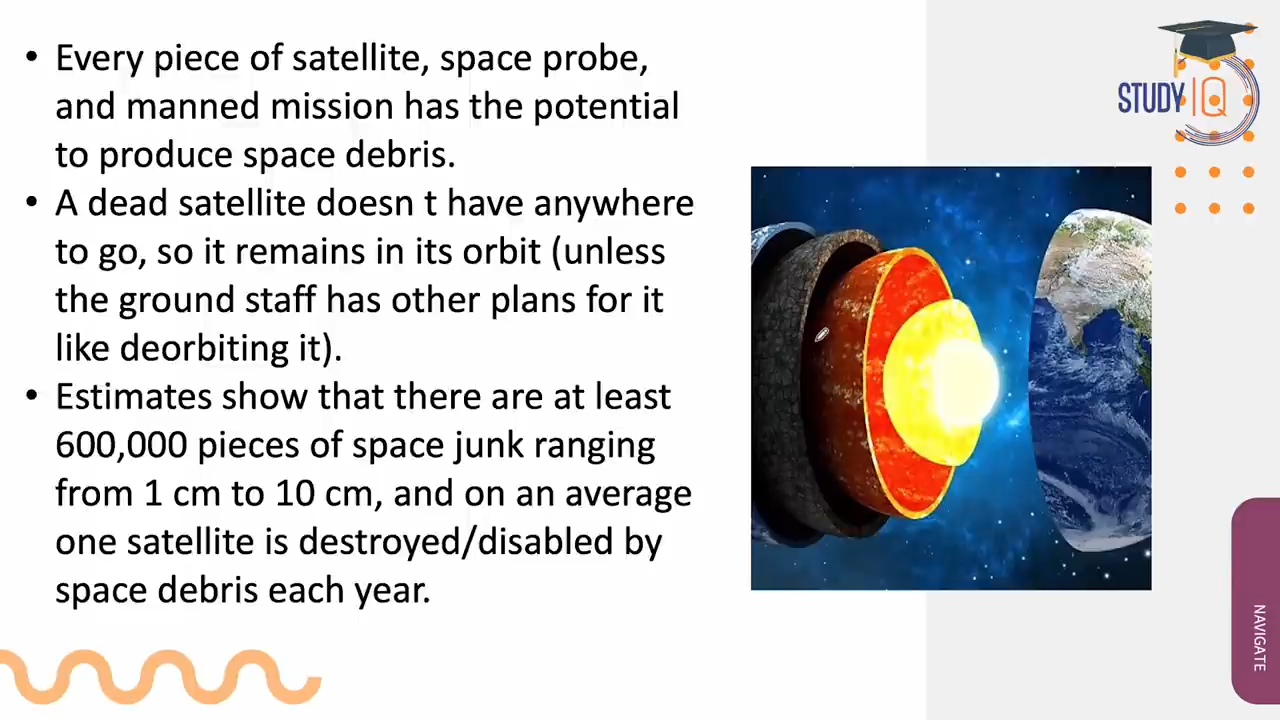 • Every piece of satellite, space probe,
and manned mission has the potential
to produce space debris.
• A dead satellite doesn t have anywhere
to go, so it remains in its orbit (unless
the ground staff has other plans for it
like deorbiting it).
• Estimates show that there are at least
600,000 pieces of space junk ranging
from 1 cm to 10 cm, and on an average
one satellite is destroyed/disabled by
space debris each year.
STUDY IQ
NAVIGATE